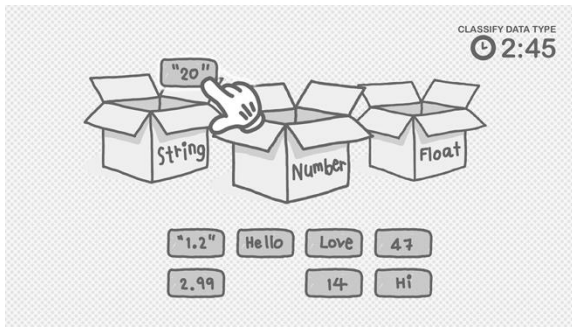 CLASSIFY DATA TYPE
2:45
"20"
String
Number
Float
"1.2" Hello Love 47
2.99 14 Hi